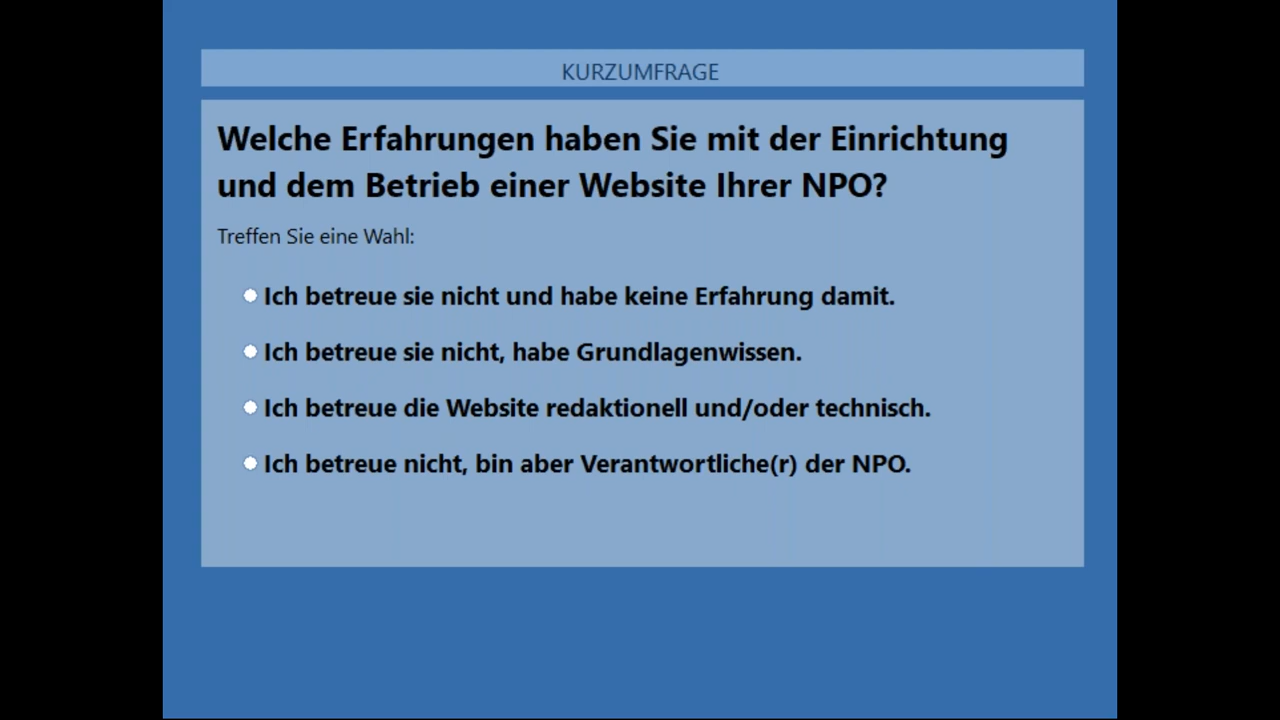 KURZUMFRAGE
Welche Erfahrungen haben Sie mit der Einrichtung
und dem Betrieb einer Website Ihrer NPO?
Treffen Sie eine Wahl:
Ich betreue sie nicht und habe keine Erfahrung damit.
Ich betreue sie nicht, habe Grundlagenwissen.
Ich betreue die Website redaktionell und/oder technisch.
Ich betreue nicht, bin aber Verantwortliche(r) der NPO.